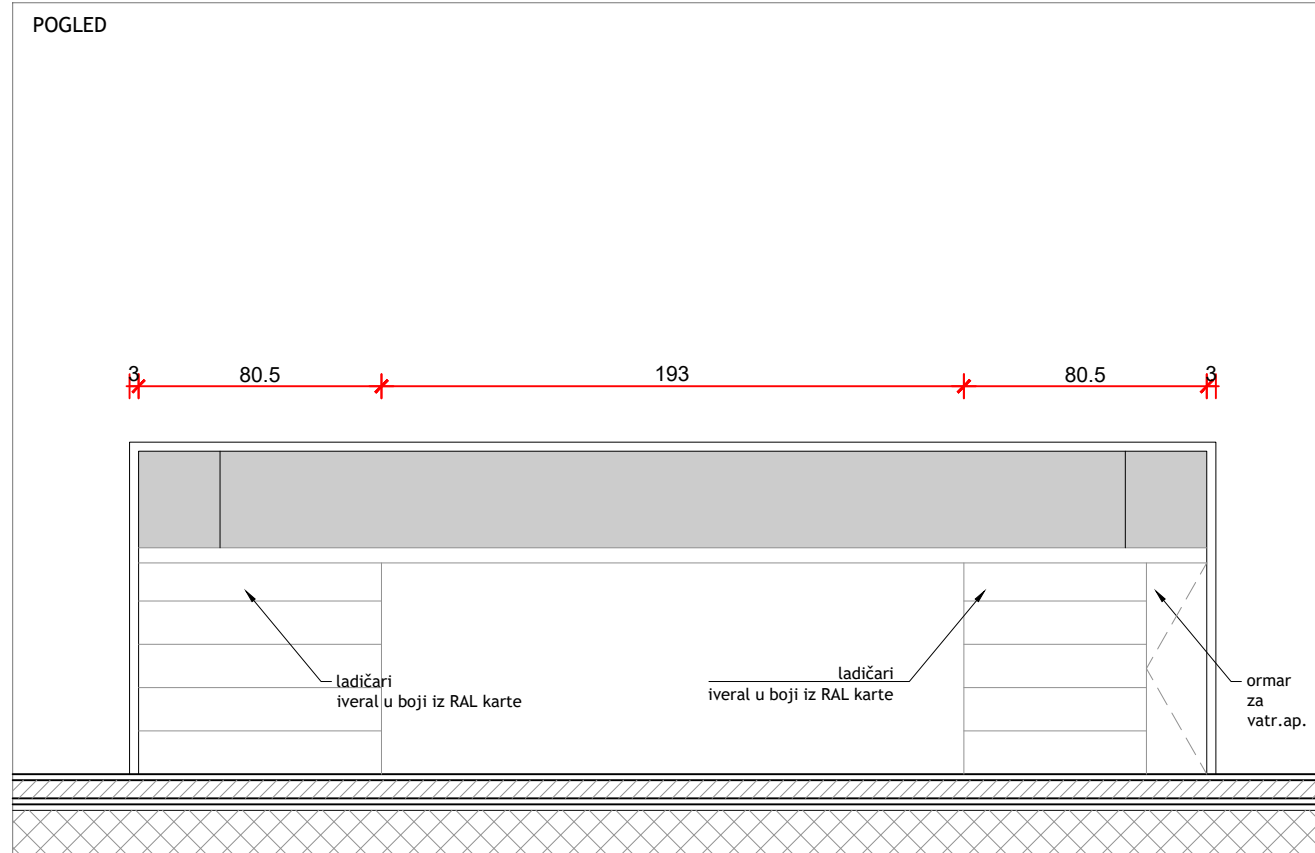 POGLED
3 80.5 193 80.5 3
ladičari
iveral u boji iz RAL karte
ladičari
iveral u boji iz RAL karte
ormar
za
vatr.ap.